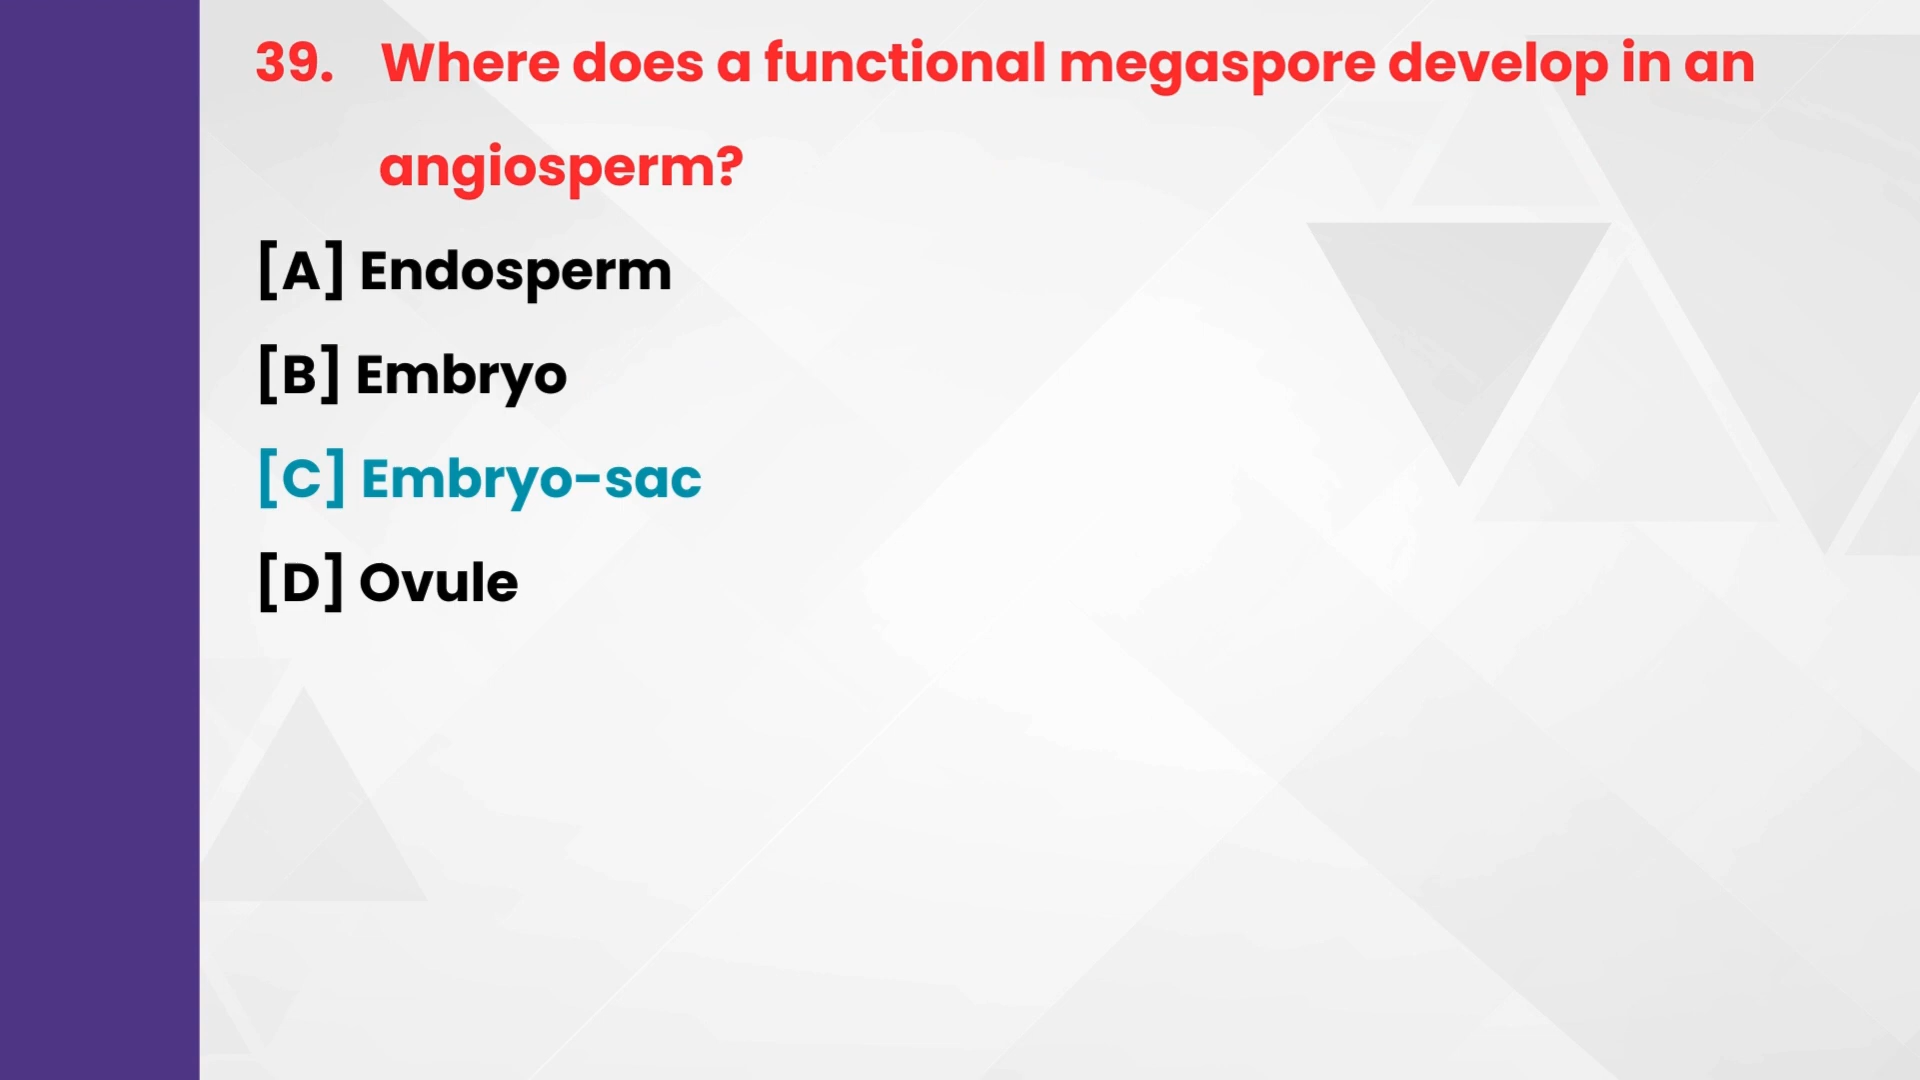 39. Where does a functional megaspore develop in an
angiosperm?
[A] Endosperm
[B] Embryo
[C] Embryo-sac
[D] Ovule